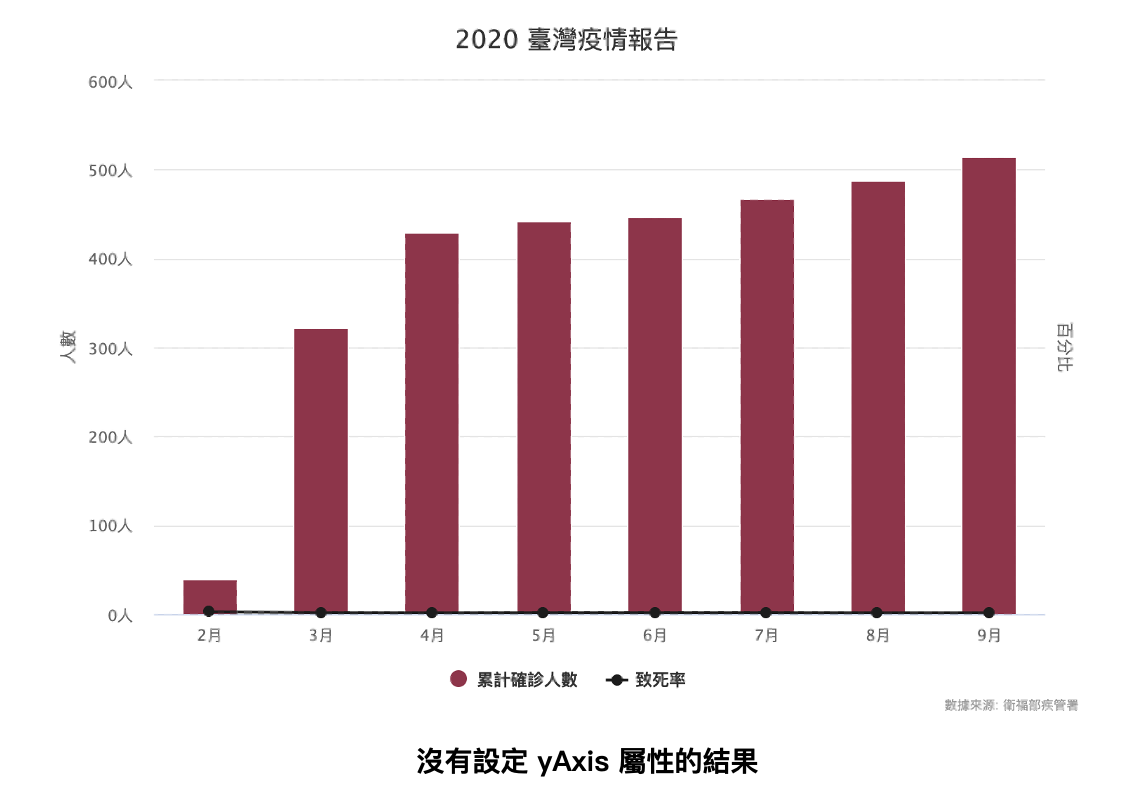 2020 臺灣疫情報告
600人
500人
400人
300人
200人
100人
0人
人數
百分比
2月 3月 4月 5月 6月 7月 8月 9月
累計確診人數 致死率
數據來源: 衛福部疾管署
沒有設定 yAxis 屬性的結果